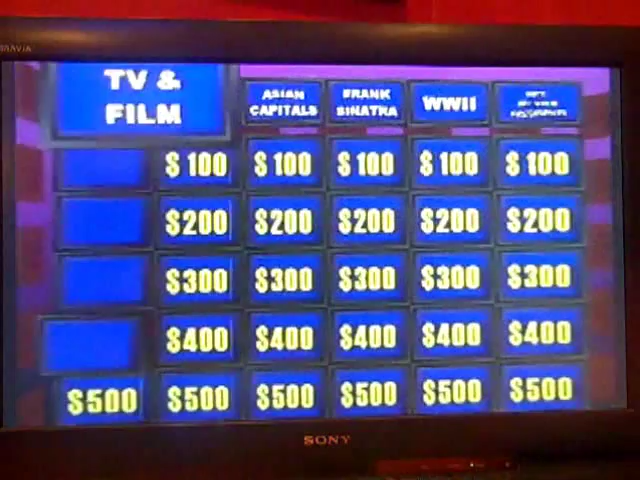 BRAVIA
TV &
FILM
ASIAN
CAPITALS
FRANK
SINATRA
WWII
$100 $100 $100 $100 $100
$200 $200 $200 $200 $200
$300 $300 $300 $300 $300
$400 $400 $400 $400 $400
$500 $500 $500 $500 $500 $500
SONY